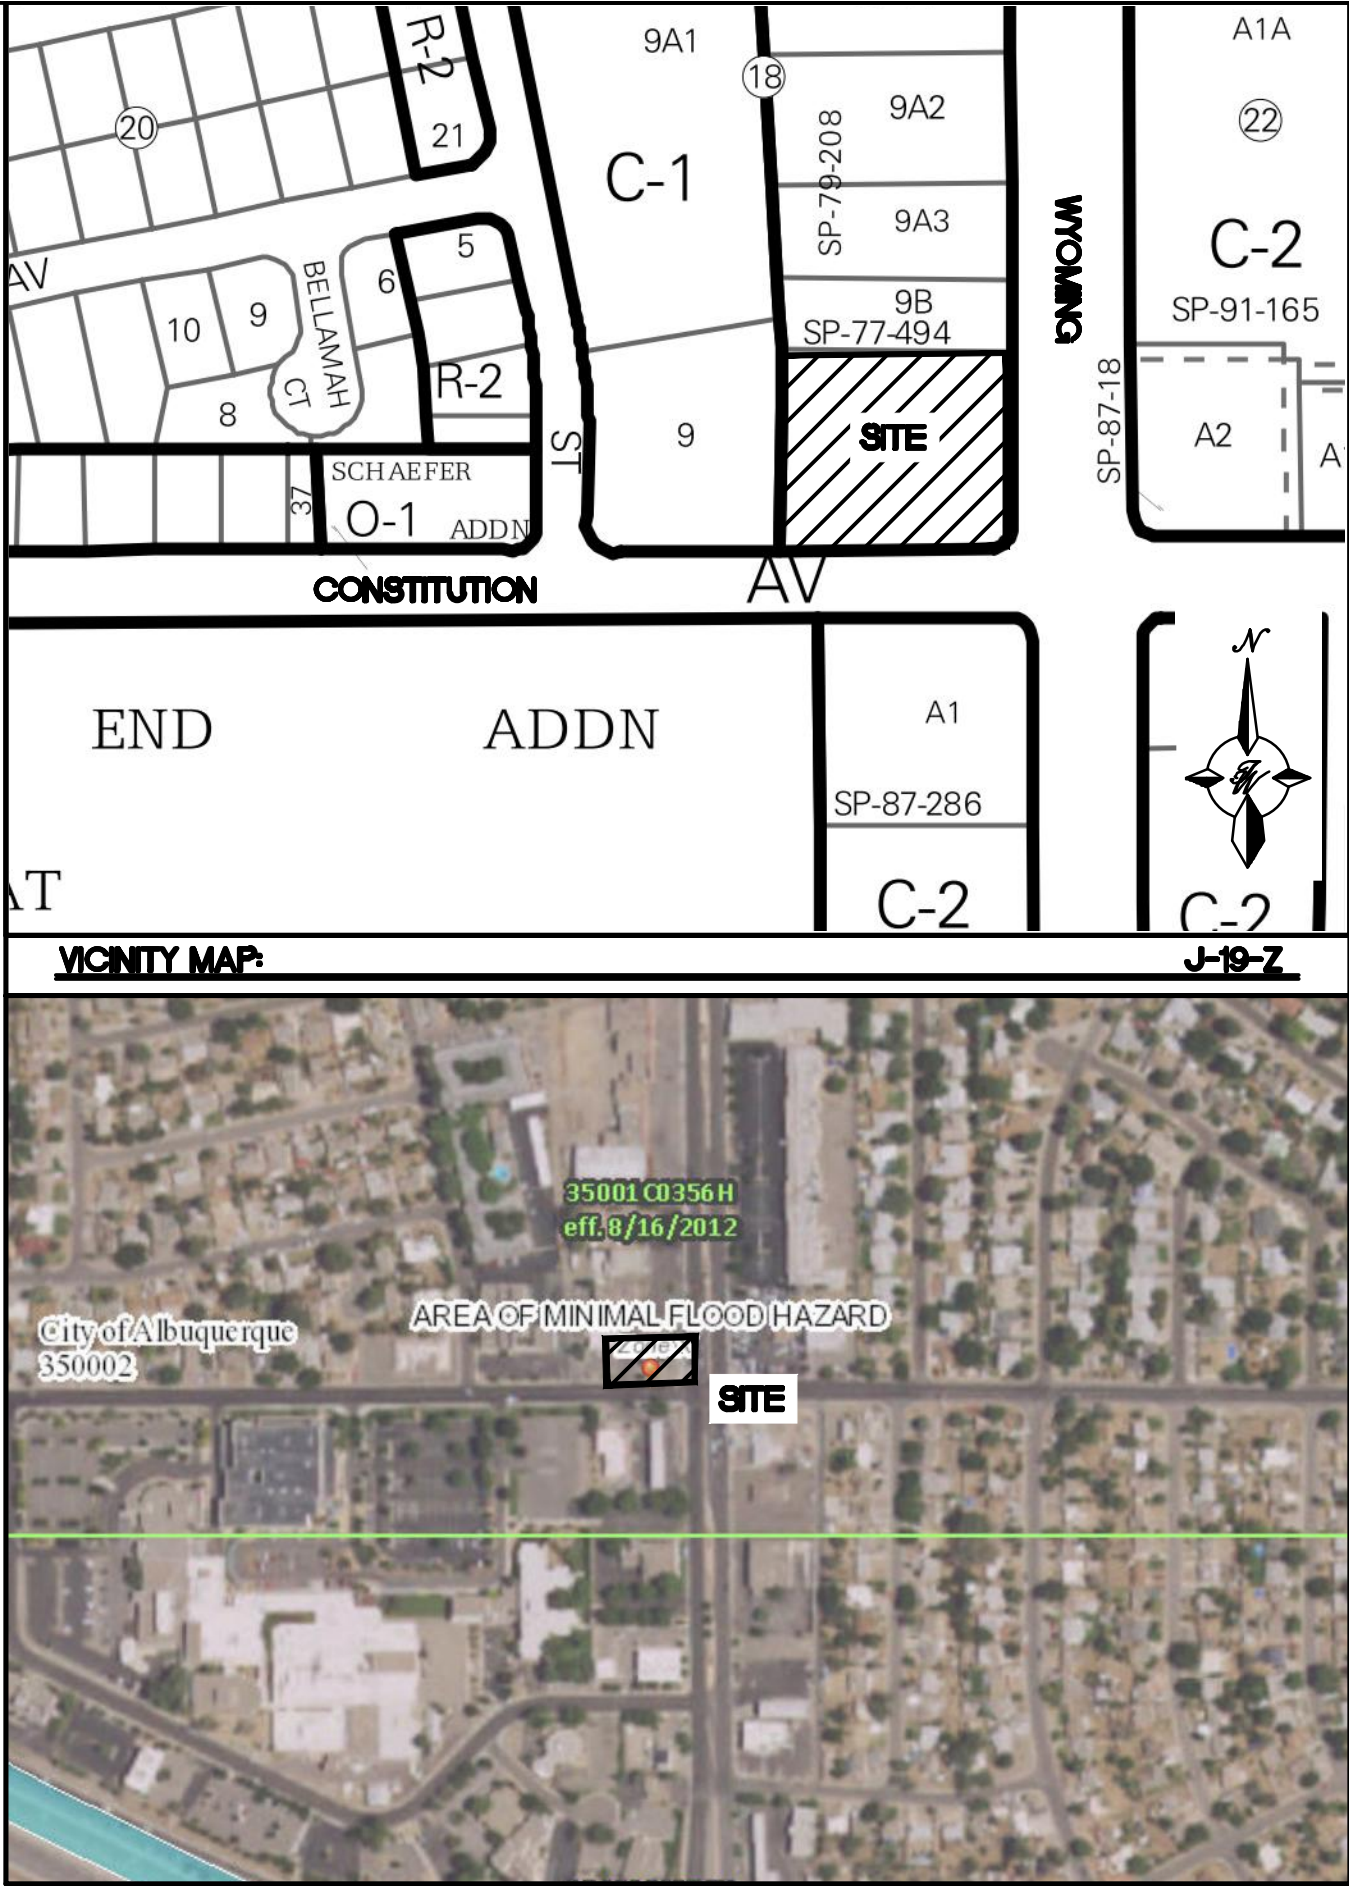 R-2
9A1
A1A
18
20
21
9A2
22
SP-79-208
C-1
9A3
WYOMING
C-2
5
AV
BELLAMAH
CT
6
9
10
9B
SP-77-494
SP-91-165
R-2
8
SP-87-18
9
SITE
A2
ST
SCHAEFER
37
O-1
ADDN
CONSTITUTION
AV
N
END
ADDN
A1
SP-87-286
C-2
C-2
VICINITY MAP:
J-19-Z
35001C0356H
eff. 8/16/2012
City of Albuquerque
350002
AREA OF MINIMAL FLOOD HAZARD
SITE